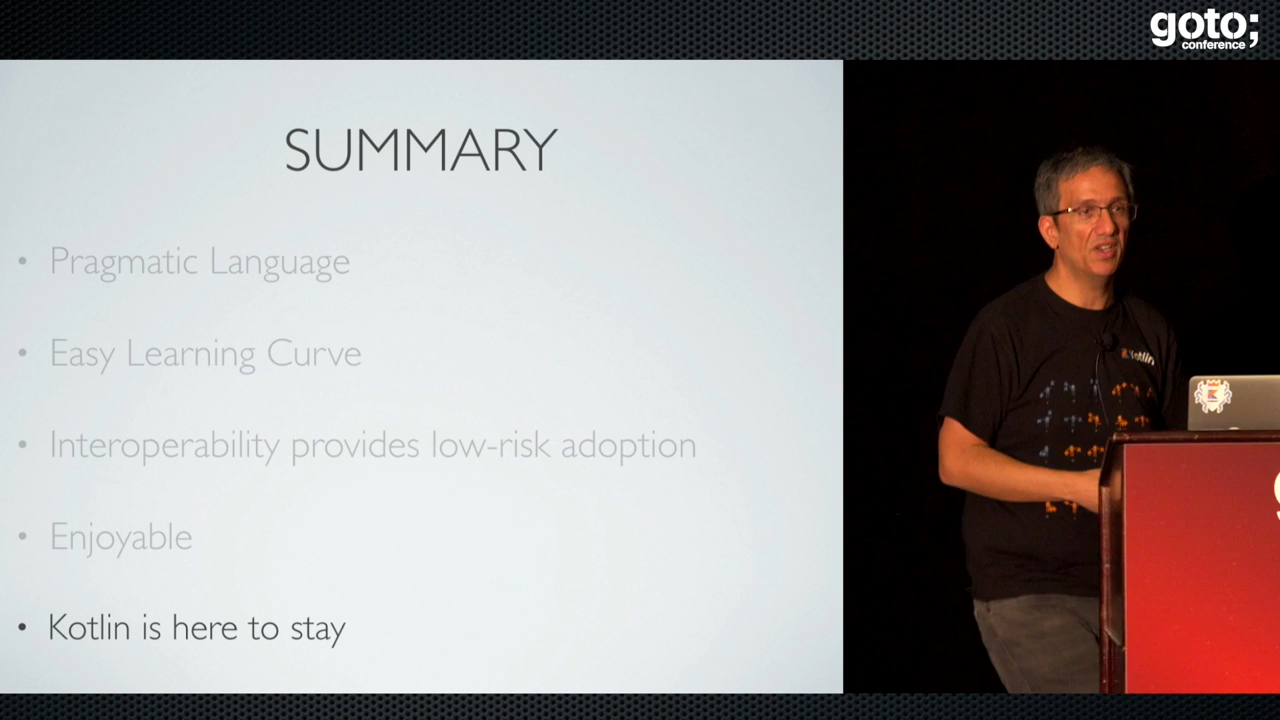 goto;
conference
SUMMARY
• Pragmatic Language
• Easy Learning Curve
• Interoperability provides low-risk adoption
• Enjoyable
• Kotlin is here to stay
Kotlin